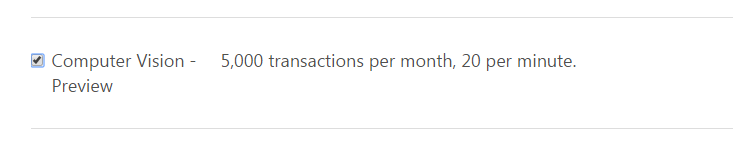 Computer Vision - 5,000 transactions per month, 20 per minute.
Preview